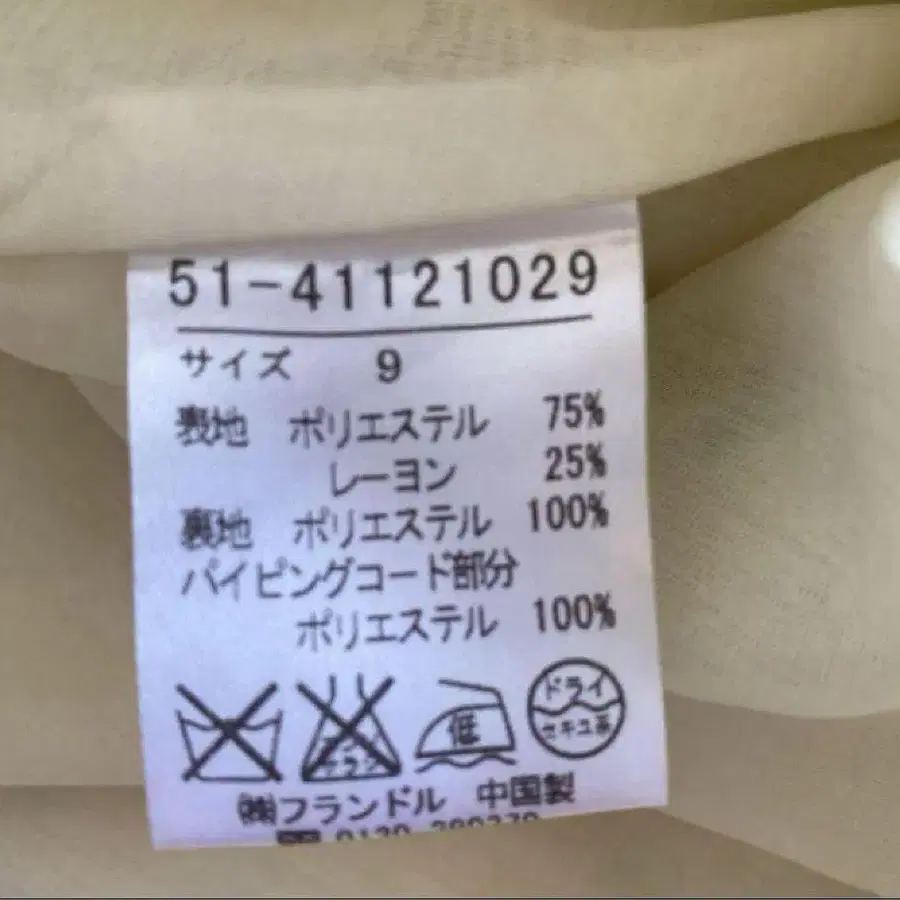 51-41121029
サイズ 9
表地 ポリエステル 75%
レーヨン 25%
裏地 ポリエステル 100%
パイピングコード部分
ポリエステル 100%
低 ドライ
セキユ系
㈱フランドル 中国製